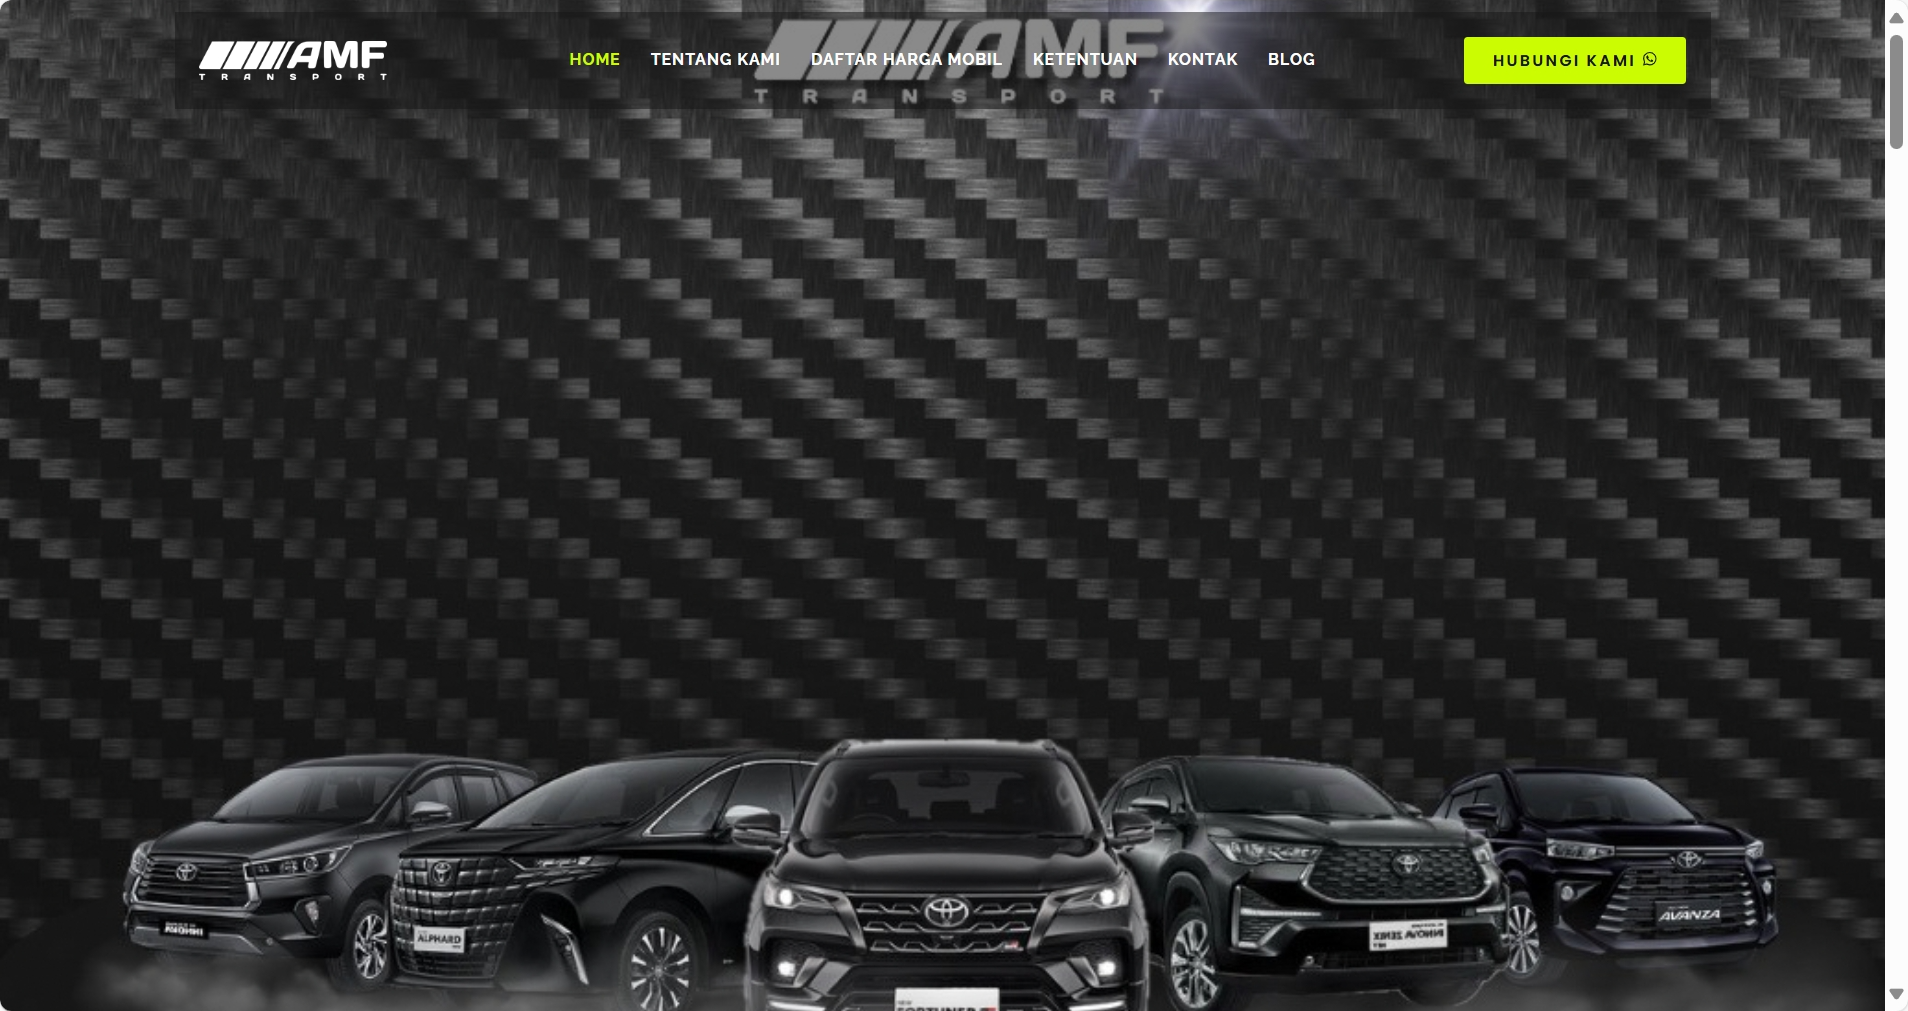 AMF
TRANSPORT
HOME
TENTANG KAMI
DAFTAR HARGA MOBIL
KETENTUAN
KONTAK
BLOG
HUBUNGI KAMI
AMF
TRANSPORT
INNOVA
ALPHARD
FORTUNER
INNOVA ZENIX
AVANZA